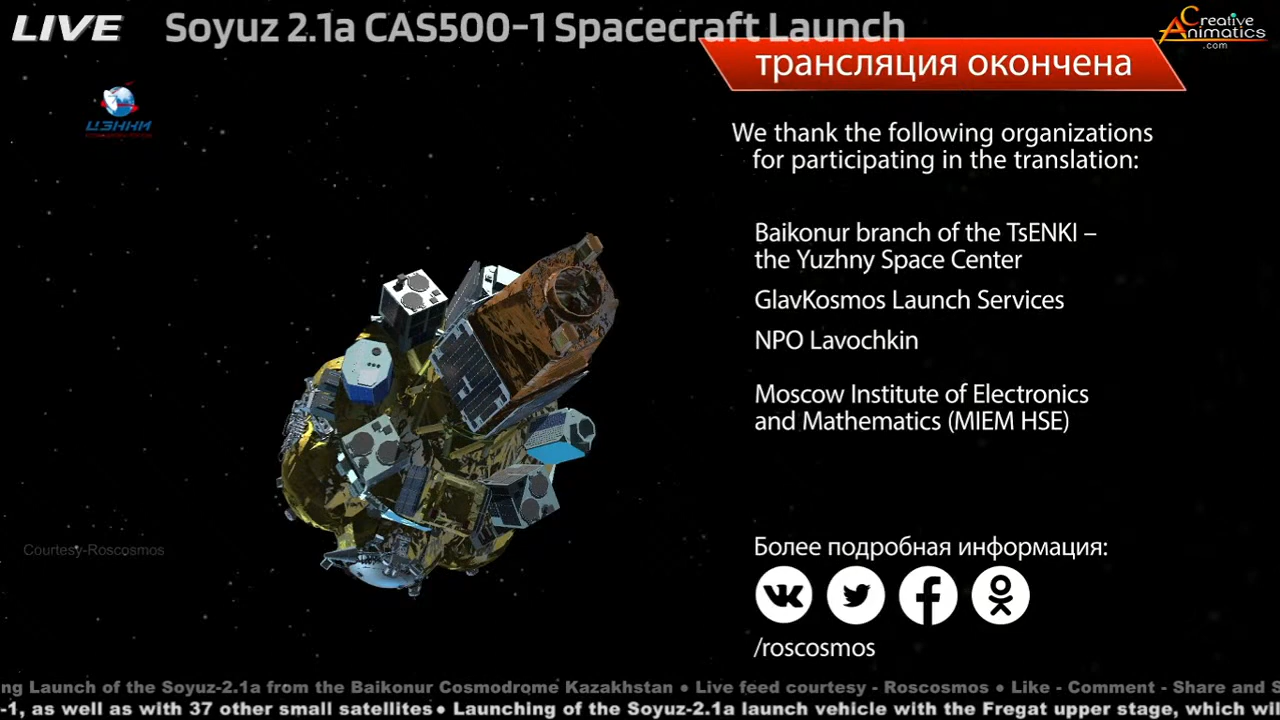 LIVE
Soyuz 2.1a CAS500-1 Spacecraft Launch
Creative
Animatics
.com
трансляция окончена
ЦЭНКИ
We thank the following organizations
for participating in the translation:
Baikonur branch of the TsENKI –
the Yuzhny Space Center
GlavKosmos Launch Services
NPO Lavochkin
Moscow Institute of Electronics
and Mathematics (MIEM HSE)
Courtesy-Roscosmos
Более подробная информация:
/roscosmos
ng Launch of the Soyuz-2.1a from the Baikonur Cosmodrome Kazakhstan ● Live feed courtesy - Roscosmos ● Like - Comment - Share and S
-1, as well as with 37 other small satellites ● Launching of the Soyuz-2.1a launch vehicle with the Fregat upper stage, which wil